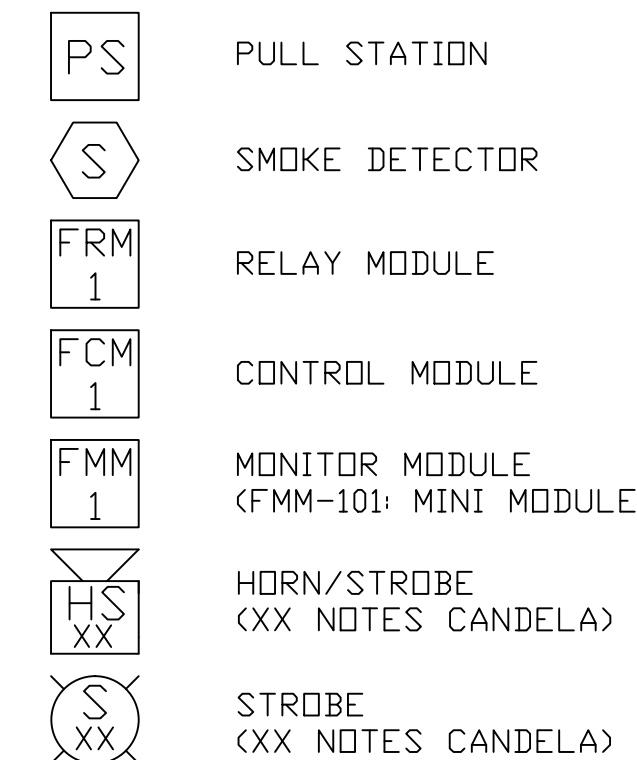 PS PULL STATION
S SMOKE DETECTOR
FRM
1
RELAY MODULE
FCM
1
CONTROL MODULE
FMM
1
MONITOR MODULE
(FMM-101: MINI MODULE
HS
XX
HORN/STROBE
(XX NOTES CANDELA)
S
XX
STROBE
(XX NOTES CANDELA)